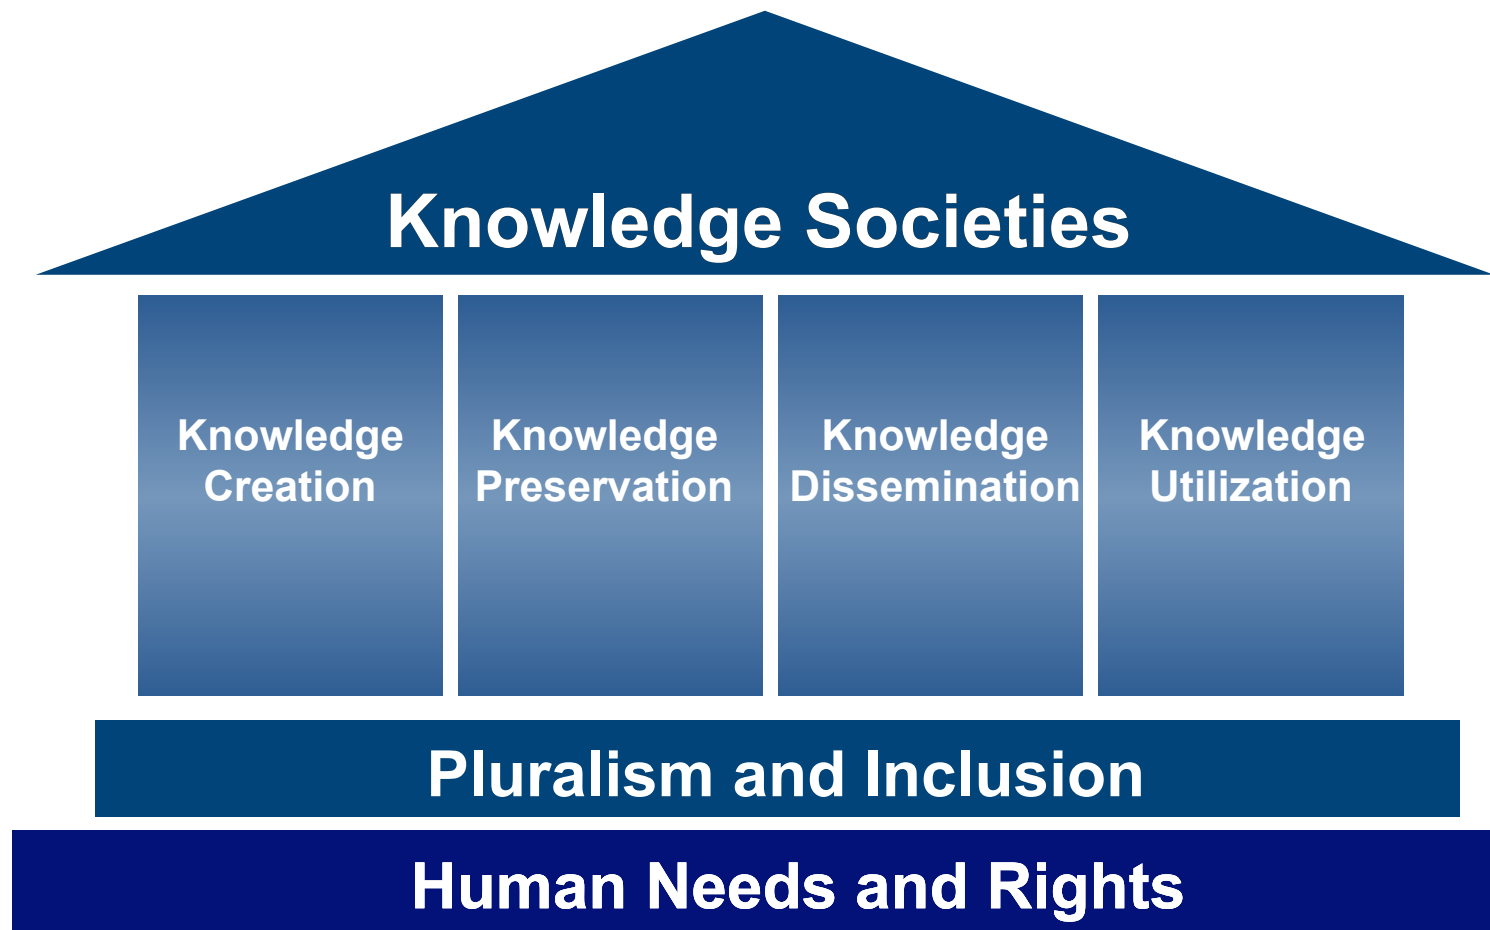 Knowledge Societies
Knowledge
Creation
Knowledge
Preservation
Knowledge
Dissemination
Knowledge
Utilization
Pluralism and Inclusion
Human Needs and Rights